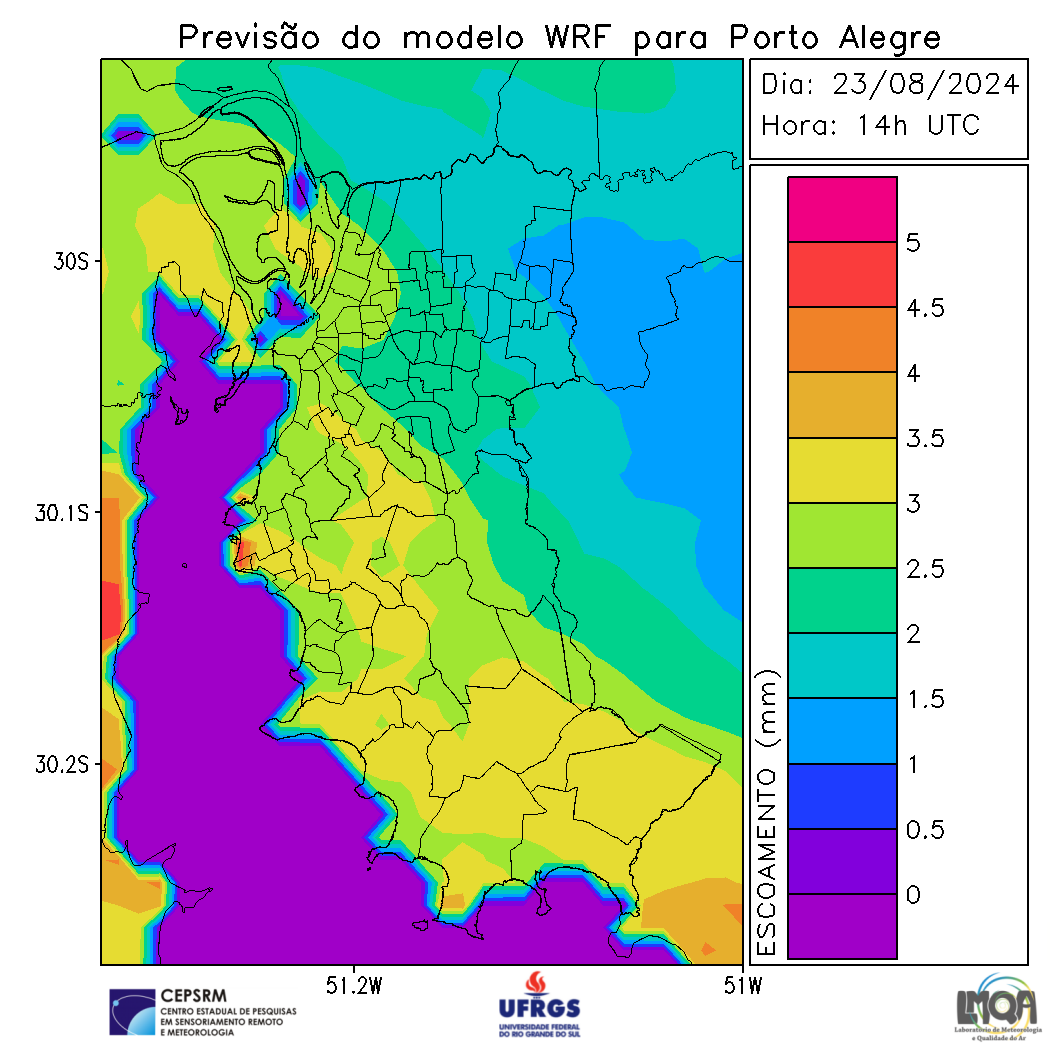 Previsão do modelo WRF para Porto Alegre
Dia: 23/08/2024
Hora: 14h UTC
30S
30.1S
30.2S
51.2W
51W
5
4.5
4
3.5
3
2.5
2
1.5
1
0.5
0
ESCOAMENTO (mm)
CEPSRM
CENTRO ESTADUAL DE PESQUISAS
EM SENSORIAMENTO REMOTO
E METEOROLOGIA
UFRGS
UNIVERSIDADE FEDERAL
DO RIO GRANDE DO SUL
LMQA
Laboratório de Meteorologia
e Qualidade do Ar